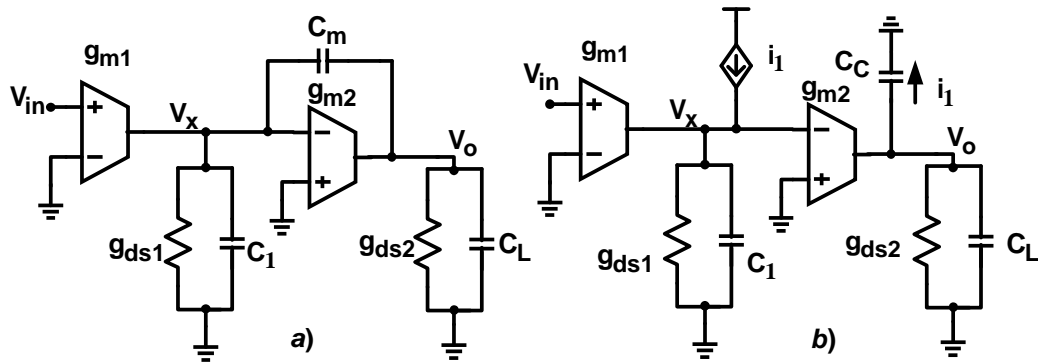 gm1
Vin
+
−
Vx
Cm
gm2
−
+
Vo
gds1
C1
gds2
CL
a)
gm1
Vin
+
−
Vx
i1
gm2
−
+
CC
i1
Vo
gds1
C1
gds2
CL
b)